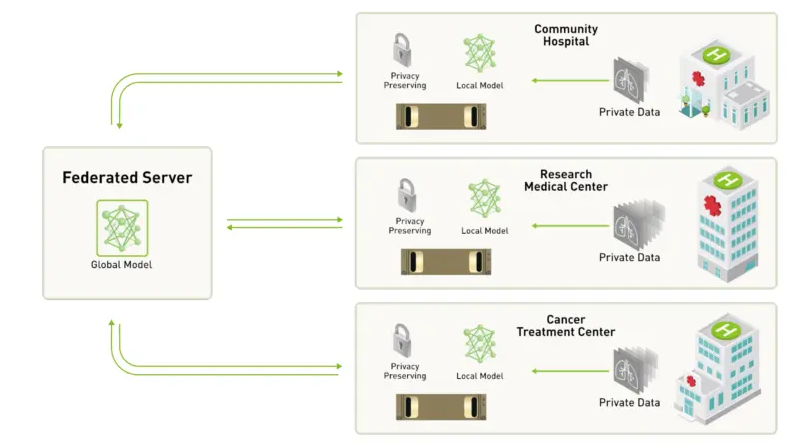 Federated Server
Global Model
Community
Hospital
Privacy
Preserving
Local Model
Private Data
H
Research
Medical Center
Privacy
Preserving
Local Model
Private Data
H
Cancer
Treatment Center
Privacy
Preserving
Local Model
Private Data
H